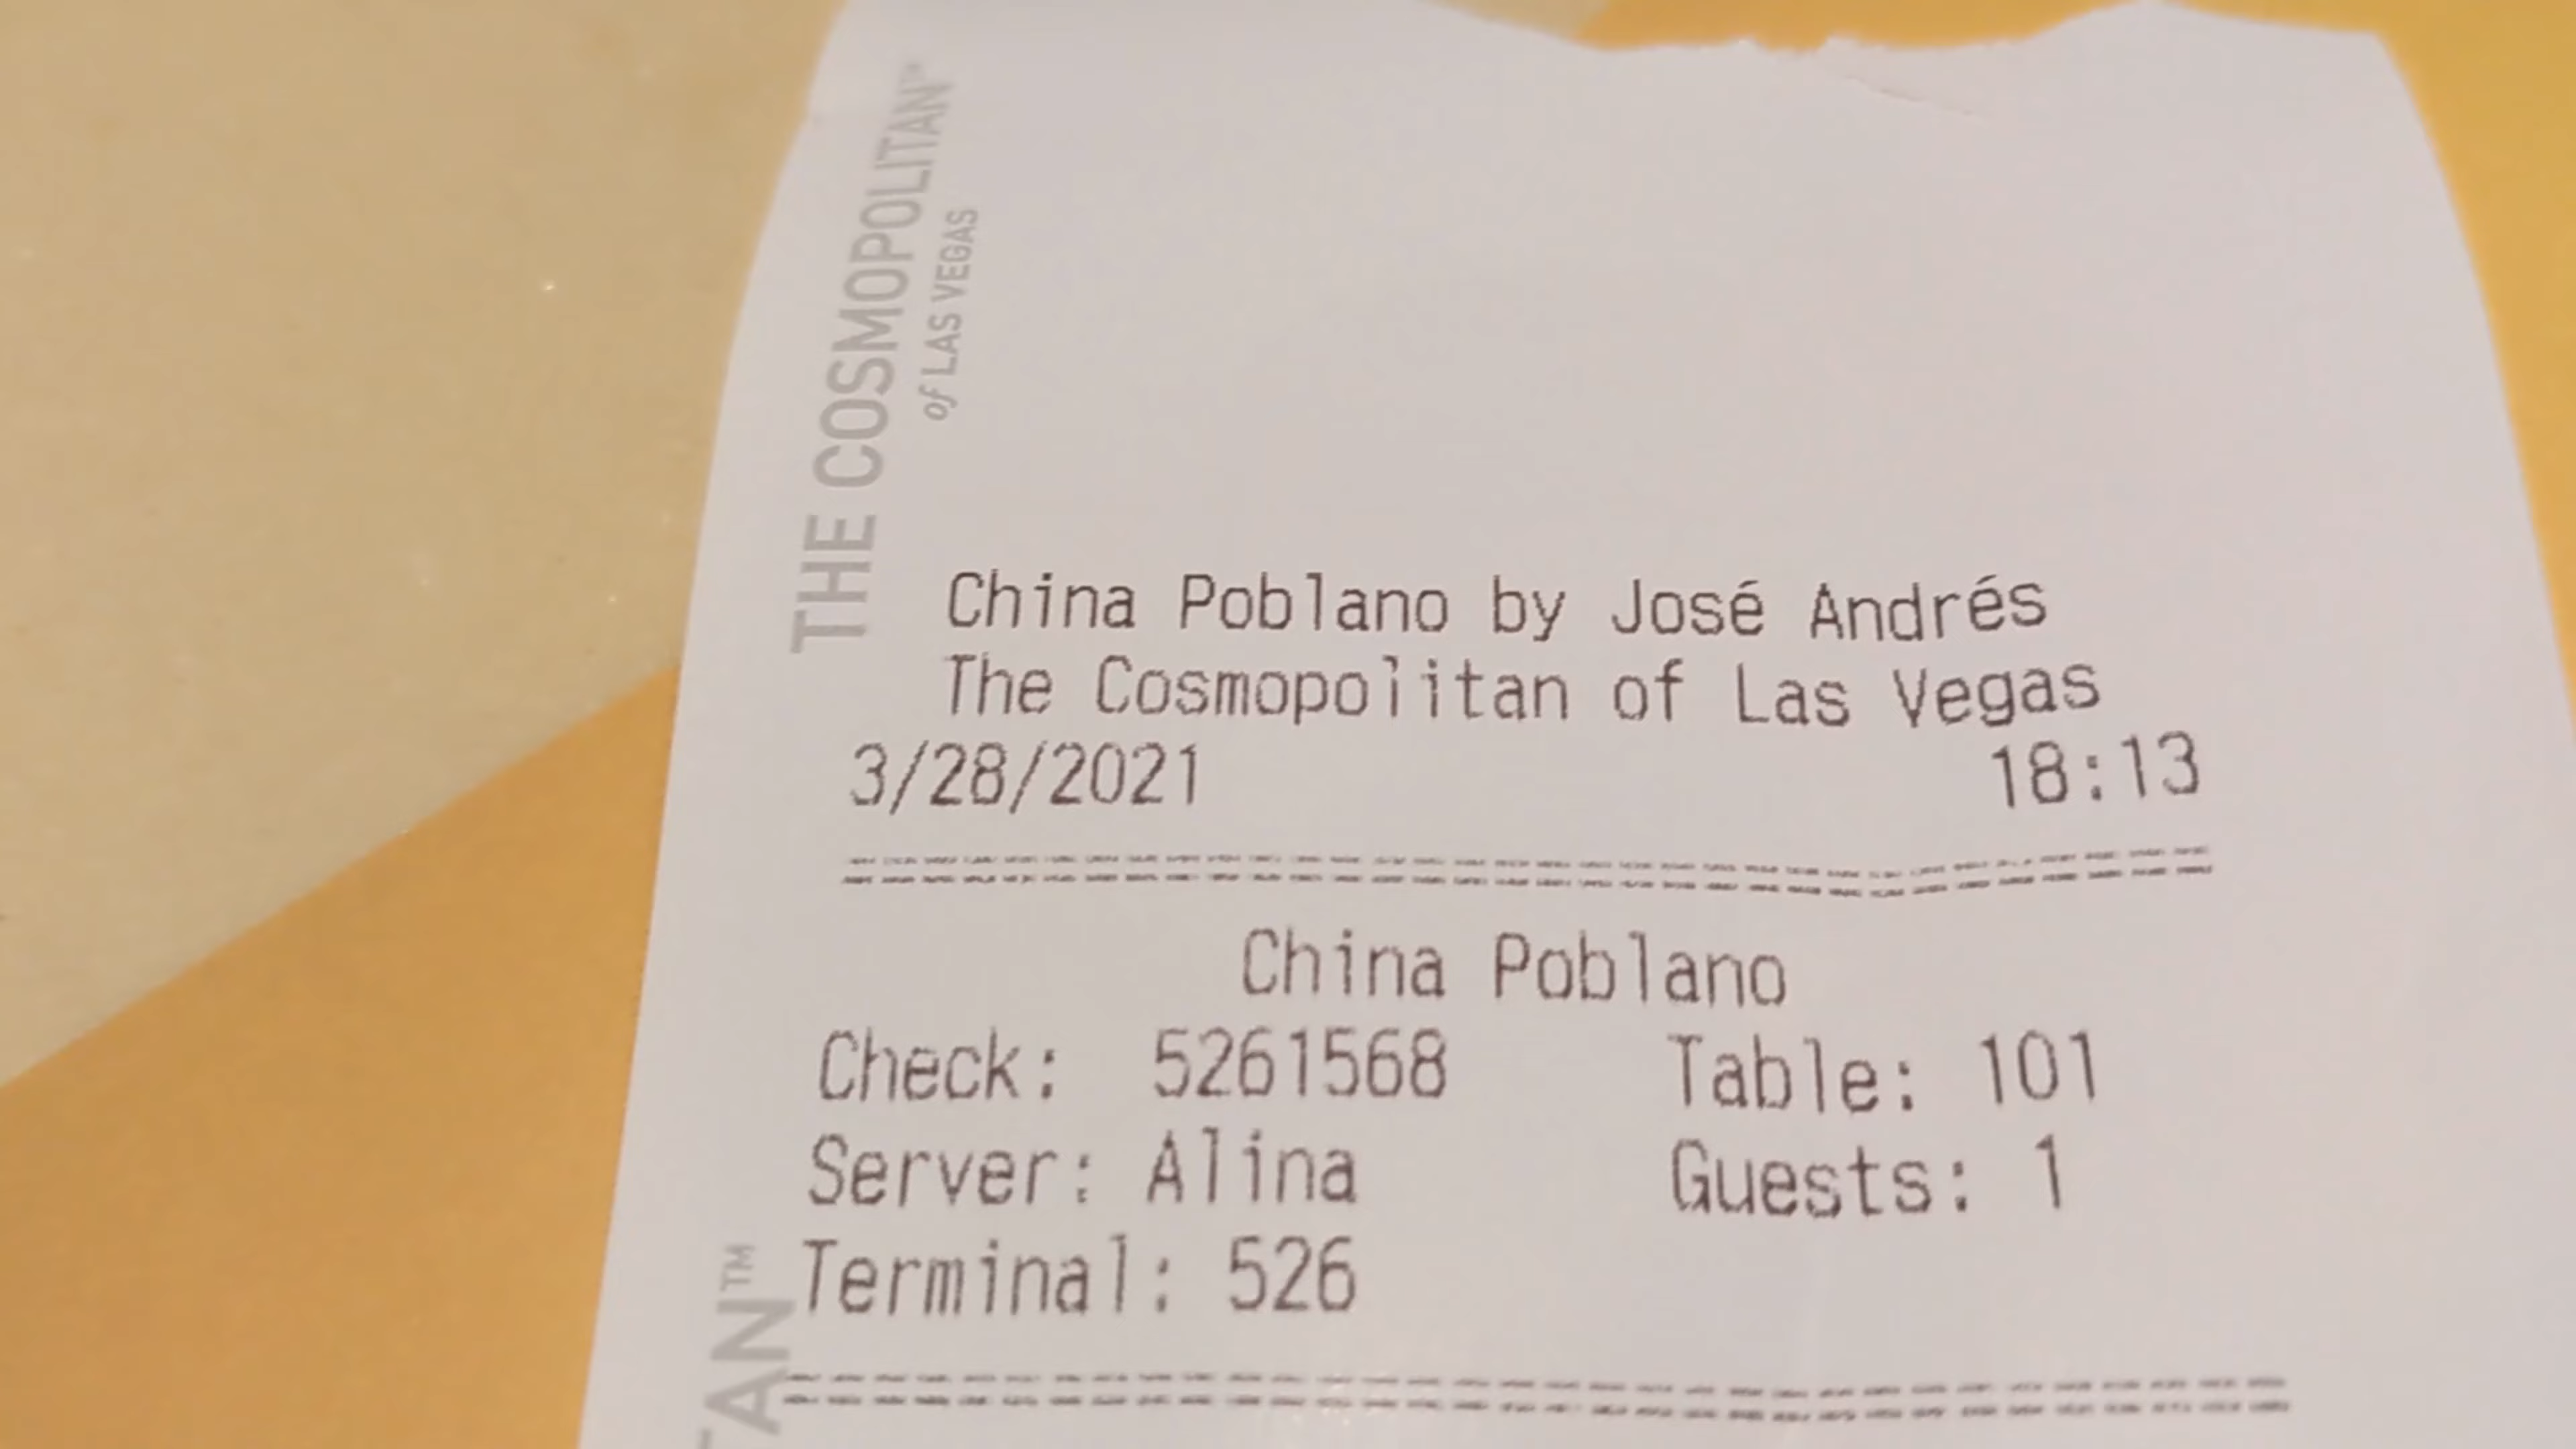 THE COSMOPOLITAN™
of LAS VEGAS
China Poblano by José Andrés
The Cosmopolitan of Las Vegas
3/28/2021 18:13
China Poblano
Check: 5261568 Table: 101
Server: Alina Guests: 1
Terminal: 526
TAN™